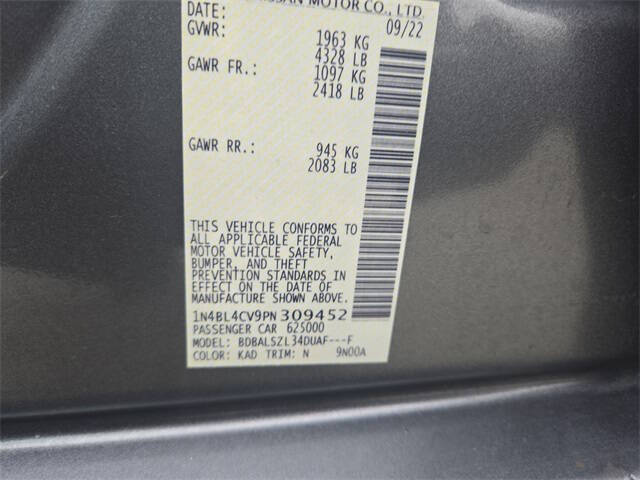 NISSAN MOTOR CO., LTD
DATE: 09/22
GVWR: 1963 KG
4328 LB
GAWR FR.: 1097 KG
2418 LB
GAWR RR.: 945 KG
2083 LB
THIS VEHICLE CONFORMS TO
ALL APPLICABLE FEDERAL
MOTOR VEHICLE SAFETY,
BUMPER, AND THEFT
PREVENTION STANDARDS IN
EFFECT ON THE DATE OF
MANUFACTURE SHOWN ABOVE.
1N4BL4CV9PN309452
PASSENGER CAR 625000
MODEL: BDBALSZL34DUAF---F
COLOR: KAD TRIM: N 9N00A